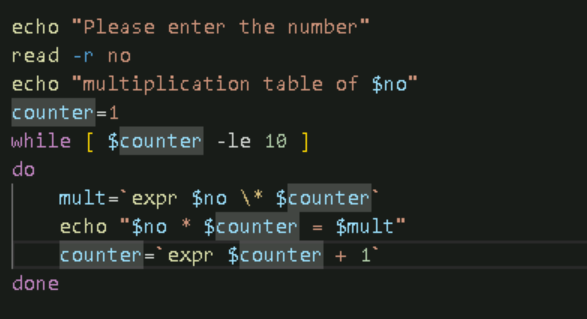 echo "Please enter the number"
read -r no
echo "multiplication table of $no"
counter=1
while [ $counter -le 10 ]
do
    mult=`expr $no \* $counter`
    echo "$no * $counter = $mult"
    counter=`expr $counter + 1`
done